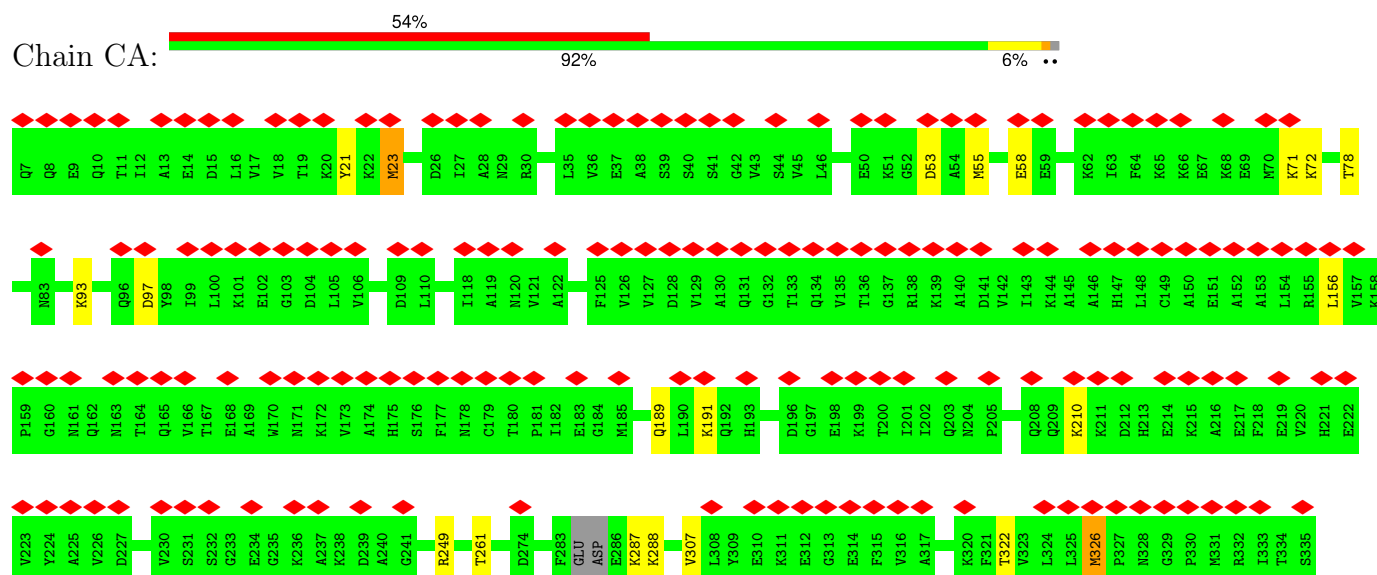 54%
Chain CA:
92% 6% ••
Q7 Q8 E9 Q10 T11 I12 A13 E14 D15 L16 V17 V18 T19 K20 Y21 K22 M23 D26 I27 A28 N29 R30 L35 V36 E37 A38 S39 S40 S41 G42 V43 S44 V45 L46 E50 K51 G52 D53 A54 M55 E58 E59 K62 I63 F64 K65 K66 E67 K68 E69 M70 K71 K72 T78
N83 K93 Q96 D97 Y98 I99 L100 K101 E102 G103 D104 L105 V106 D109 L110 I118 A119 N120 V121 A122 F125 V126 V127 D128 V129 A130 Q131 G132 T133 Q134 V135 T136 G137 R138 K139 A140 D141 V142 I143 K144 A145 A146 H147 L148 C149 A150 E151 A152 A153 L154 R155 L156 V157 K158
P159 G160 N161 Q162 N163 T164 Q165 V166 T167 E168 A169 W170 N171 K172 V173 A174 H175 S176 F177 N178 C179 T180 P181 I182 E183 G184 M185 Q189 L190 K191 Q192 H193 D196 G197 E198 K199 T200 I201 I202 Q203 N204 P205 Q208 Q209 K210 K211 D212 H213 E214 K215 A216 E217 F218 E219 V220 H221 E222
V223 Y224 A225 V226 D227 V230 S231 S232 G233 E234 G235 K236 A237 K238 D239 A240 G241 R249 T261 D274 F283 GLU ASP E286 K287 K288 V307 L308 Y309 E310 K311 E312 G313 E314 F315 V316 A317 K320 F321 T322 V323 L324 L325 M326 P327 N328 G329 P330 M331 R332 I333 T334 S335